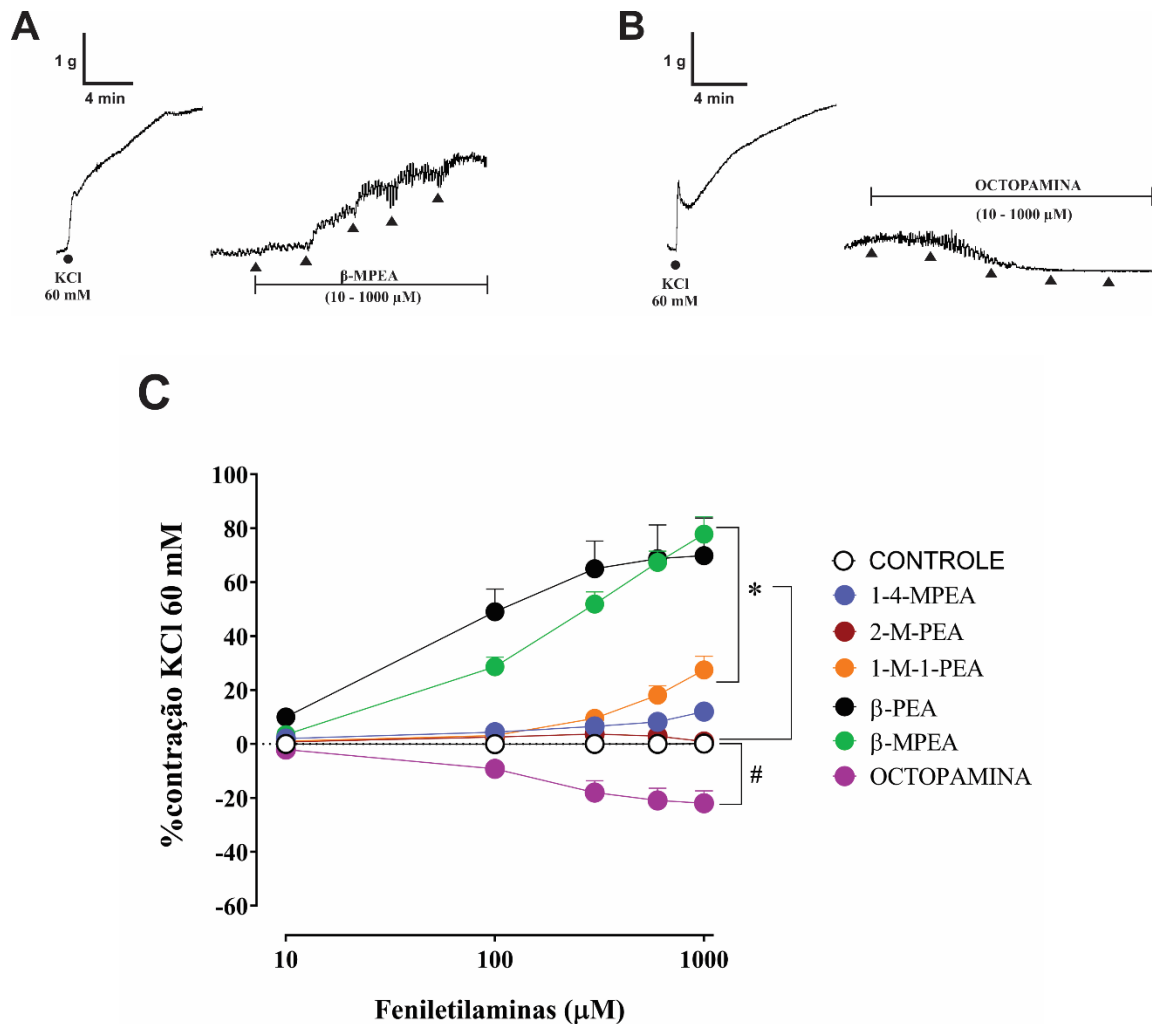 A
1 g
4 min
KCl
60 mM
β-MPEA
(10 - 1000 μM)
B
1 g
4 min
KCl
60 mM
OCTOPAMINA
(10 - 1000 μM)
C
%contração KCl 60 mM
100
80
60
40
20
0
-20
-40
-60
10
100
1000
Feniletilaminas (μM)
*
#
CONTROLE
1-4-MPEA
2-M-PEA
1-M-1-PEA
β-PEA
β-MPEA
OCTOPAMINA